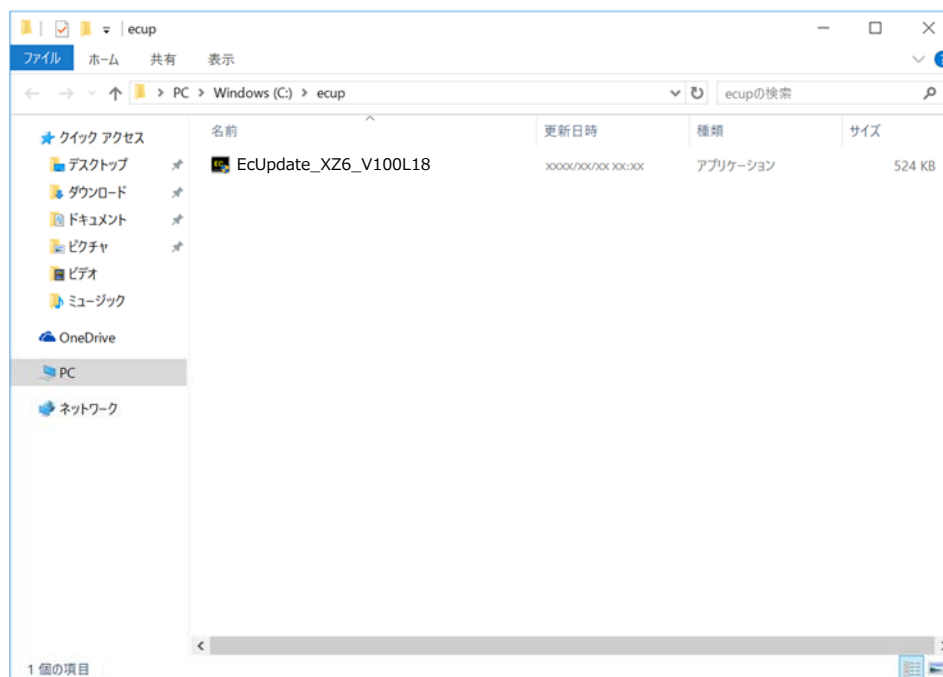 ecup
ファイル ホーム 共有 表示
PC Windows (C:) ecup ecupの検索
名前 更新日時 種類 サイズ
EcUpdate_XZ6_V100L18 xxxx/xx/xx xx:xx アプリケーション 524 KB
クイック アクセス
デスクトップ
ダウンロード
ドキュメント
ピクチャ
ビデオ
ミュージック
OneDrive
PC
ネットワーク
1 個の項目